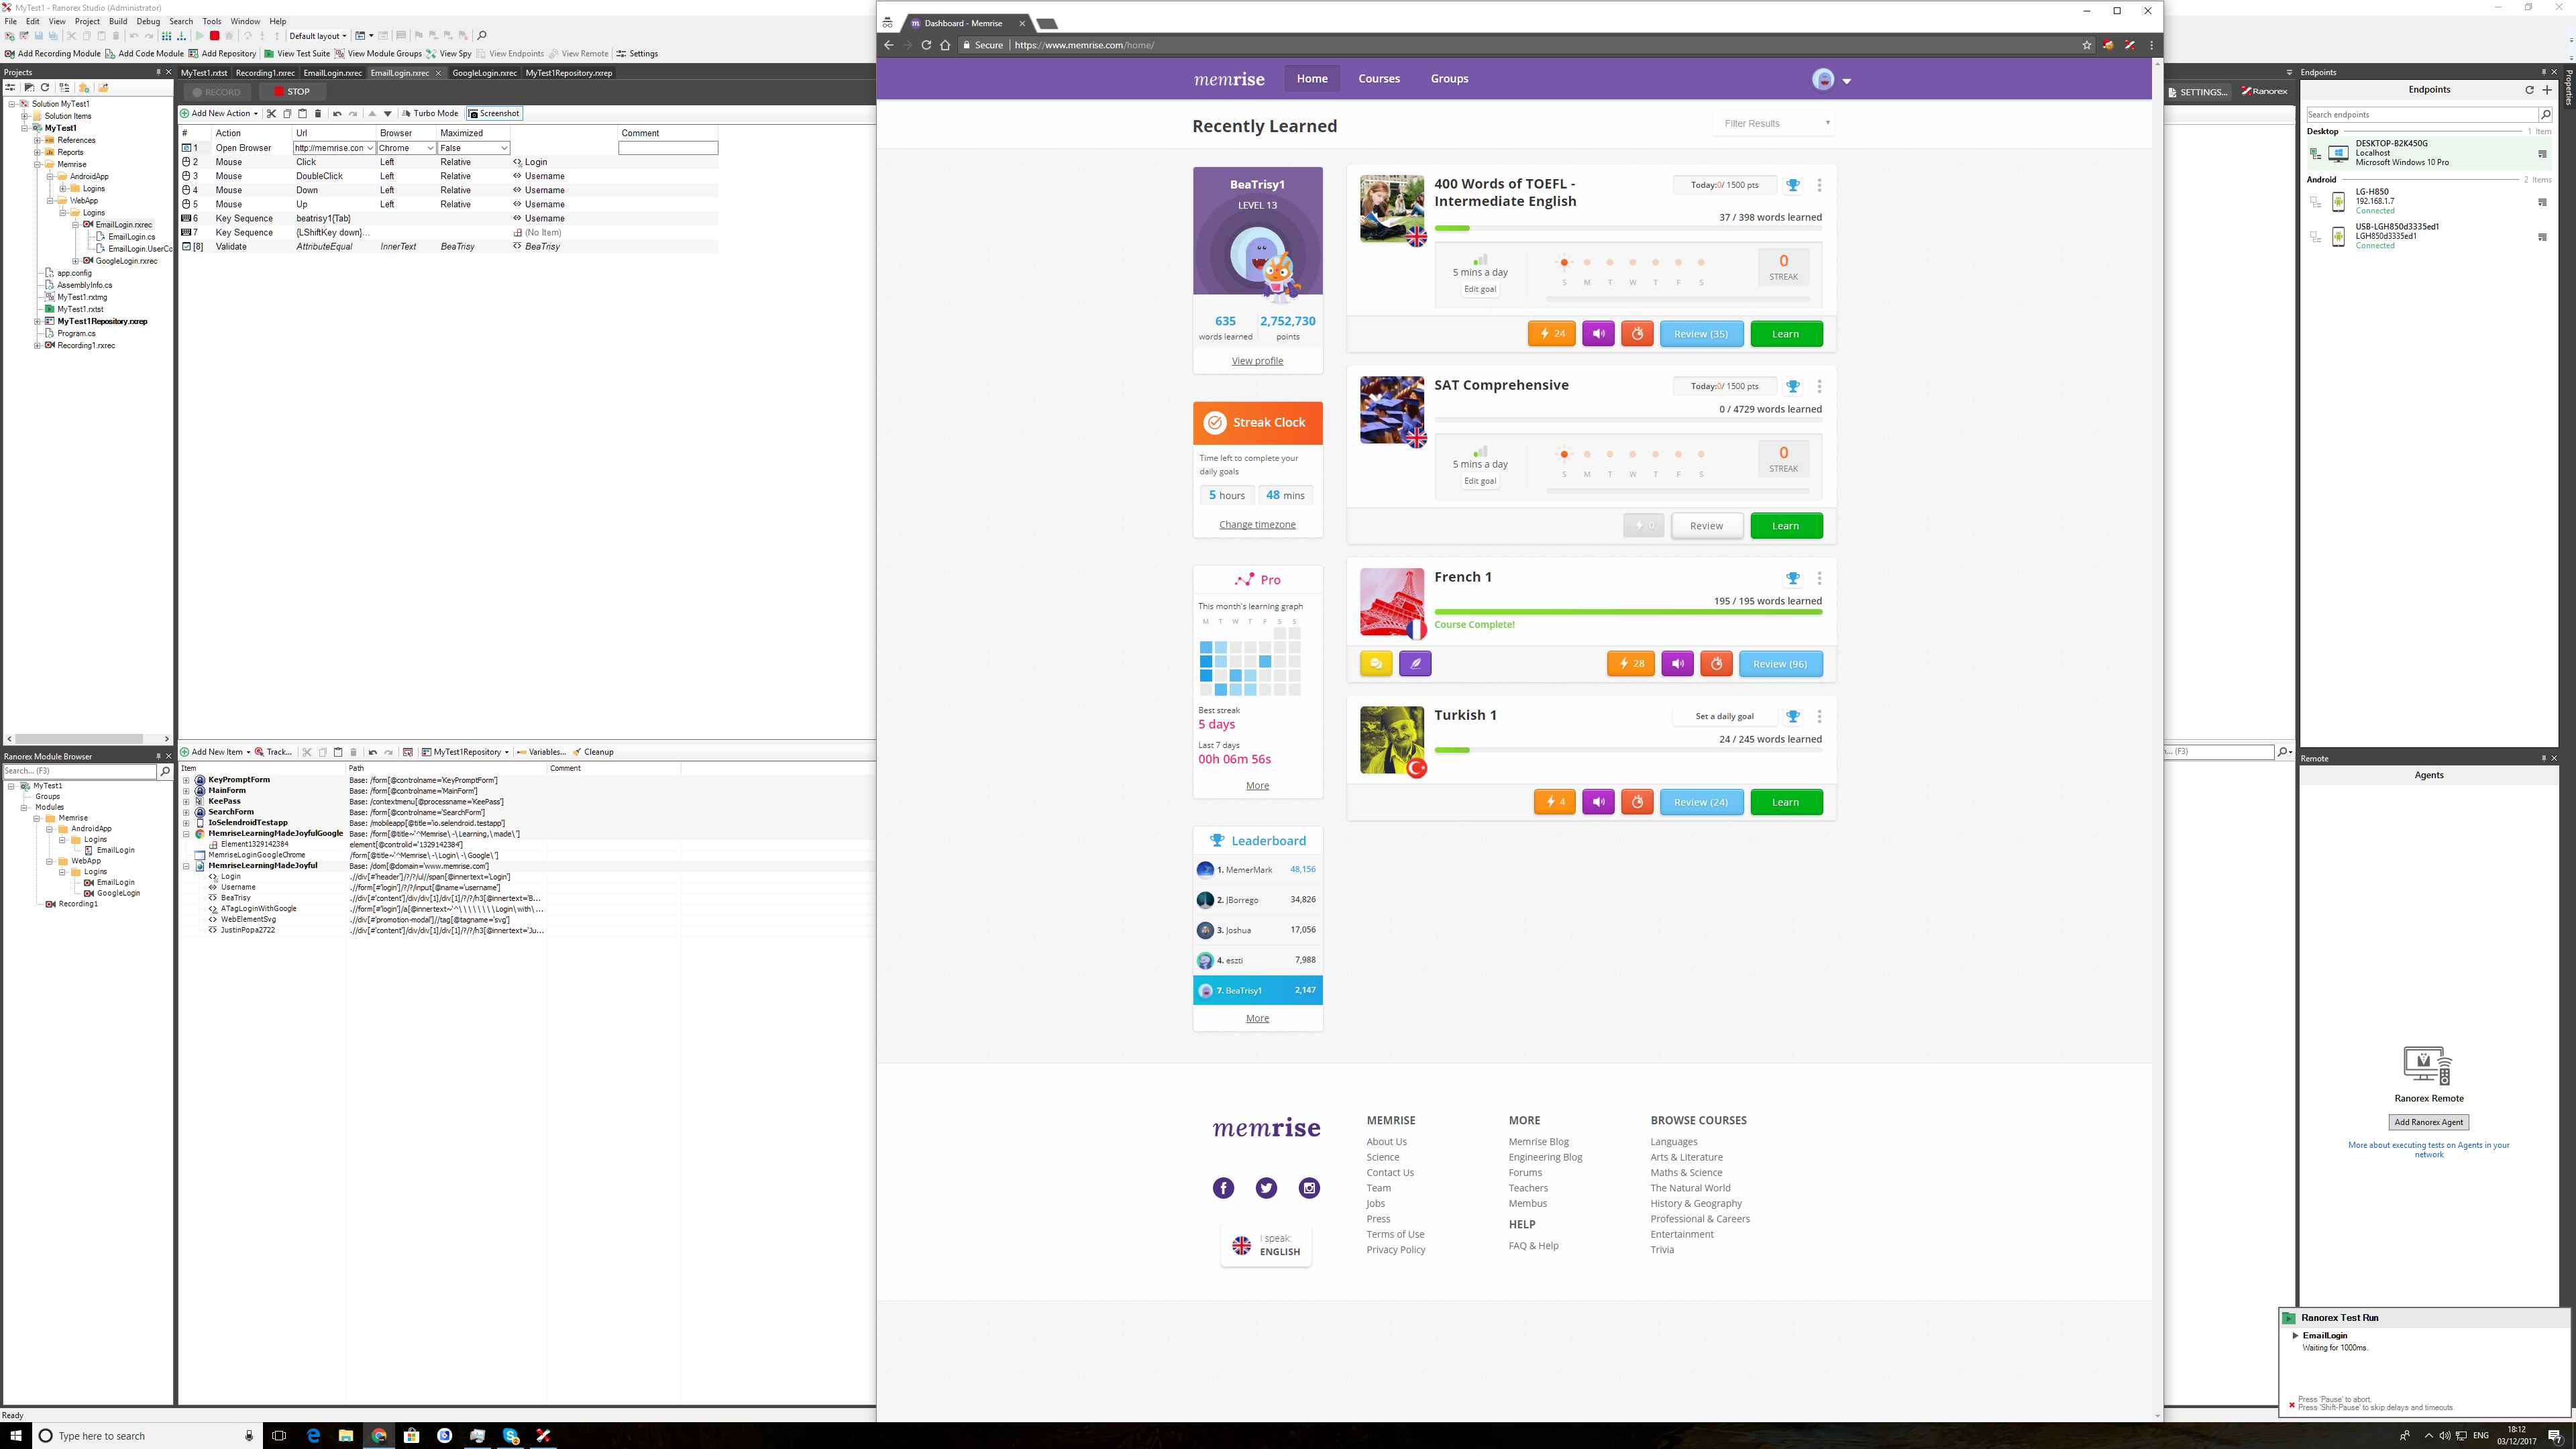 MyTest1 - Ranorex Studio (Administrator)
File Edit View Project Build Debug Search Tools Window Help
Default layout
Add Recording Module Add Code Module Add Repository View Test Suite View Module Groups View Spy View Endpoints View Remote Settings
Projects
Solution MyTest1
Solution Items
MyTest1
References
Reports
Memrise
AndroidApp
Logins
WebApp
Logins
EmailLogin.rxrec
EmailLogin.cs
EmailLogin.UserCo
GoogleLogin.rxrec
app.config
AssemblyInfo.cs
MyTest1.rxtmg
MyTest1.rxtst
MyTest1Repository.rxrep
Program.cs
Recording1.rxrec
MyTest1.rxtst Recording1.rxrec EmailLogin.rxrec EmailLogin.rxrec GoogleLogin.rxrec MyTest1Repository.rxrep
RECORD STOP
Add New Action Turbo Mode Screenshot
# Action Url Browser Maximized Comment
1 Open Browser http://memrise.con Chrome False
2 Mouse Click Left Relative Login
3 Mouse DoubleClick Left Relative Username
4 Mouse Down Left Relative Username
5 Mouse Up Left Relative Username
6 Key Sequence beatrisy1{Tab} Username
7 Key Sequence {LShiftKey down}... (No Item)
[8] Validate AttributeEqual InnerText BeaTrisy BeaTrisy
Ranorex Module Browser
Search... (F3)
MyTest1
Groups
Modules
Memrise
AndroidApp
Logins
EmailLogin
WebApp
Logins
EmailLogin
GoogleLogin
Recording1
Add New Item Track... MyTest1Repository Variables... Cleanup
Item Path Comment
KeyPromptForm Base: /form[@controlname='KeyPromptForm']
MainForm Base: /form[@controlname='MainForm']
KeePass Base: /contextmenu[@processname='KeePass']
SearchForm Base: /form[@controlname='SearchForm']
IoSelendroidTestapp Base: /mobileapp[@title='io.selendroid.testapp']
MemriseLearningMadeJoyfulGoogle Base: /form[@title~'^Memrise\ -\ Learning,\ made\ ']
Element1329142384 element[@controlid='1329142384']
MemriseLoginGoogleChrome /form[@title~'^Memrise\ -\ Login\ -\ Google\ ']
MemriseLearningMadeJoyful Base: /dom[@domain='www.memrise.com']
Login .//div[#'header']/?/?/ul//span[@innertext='Login']
Username .//form[#'login']/?/?/input[@name='username']
BeaTrisy .//div[#'content']/div/div[1]/div[1]/?/?/h3[@innertext='B...
ATagLoginWithGoogle
WebElementSvg .//div[#'promotion-modal']//tag[@tagname='svg']
JustinPopa2722 .//div[#'content']/div/div[1]/div[1]/?/?/h3[@innertext='Ju...
Ready
Dashboard - Memrise
Secure https://www.memrise.com/home/
memrise Home Courses Groups
Recently Learned
Filter Results
BeaTrisy1
LEVEL 13
635 words learned
2,752,730 points
View profile
Streak Clock
Time left to complete your
daily goals
5 hours 48 mins
Change timezone
Pro
This month's learning graph
M T W T F S S
Best streak
5 days
Last 7 days
00h 06m 56s
More
Leaderboard
1. MemerMark 48,156
2. JBorrego 34,826
3. Joshua 17,056
4. eszti 7,988
7. BeaTrisy1 2,147
More
400 Words of TOEFL -
Intermediate English
Today:0/ 1500 pts
37 / 398 words learned
5 mins a day
Edit goal
S M T W T F S
0
STREAK
24 Review (35) Learn
SAT Comprehensive
Today:0/ 1500 pts
0 / 4729 words learned
5 mins a day
Edit goal
S M T W T F S
0
STREAK
0 Review Learn
French 1
195 / 195 words learned
Course Complete!
28 Review (96)
Turkish 1
Set a daily goal
24 / 245 words learned
4 Review (24) Learn
memrise
I speak:
ENGLISH
MEMRISE
About Us
Science
Contact Us
Team
Jobs
Press
Terms of Use
Privacy Policy
MORE
Memrise Blog
Engineering Blog
Forums
Teachers
Membus
HELP
FAQ & Help
BROWSE COURSES
Languages
Arts & Literature
Maths & Science
The Natural World
History & Geography
Professional & Careers
Entertainment
Trivia
SETTINGS... Ranorex
Properties
Endpoints
Endpoints
Search endpoints
Desktop 1 Item
DESKTOP-B2K450G
Localhost
Microsoft Windows 10 Pro
Android 2 Items
LG-H850
192.168.1.7
Connected
USB-LGH850d3335ed1
LGH850d3335ed1
Connected
(F3)
Remote
Agents
Ranorex Remote
Add Ranorex Agent
More about executing tests on Agents in your
network
Ranorex Test Run
EmailLogin
Waiting for 1000ms.
Press 'Pause' to abort.
Press 'Shift-Pause' to skip delays and timeouts.
Type here to search
ENG
18:12
03/12/2017
7